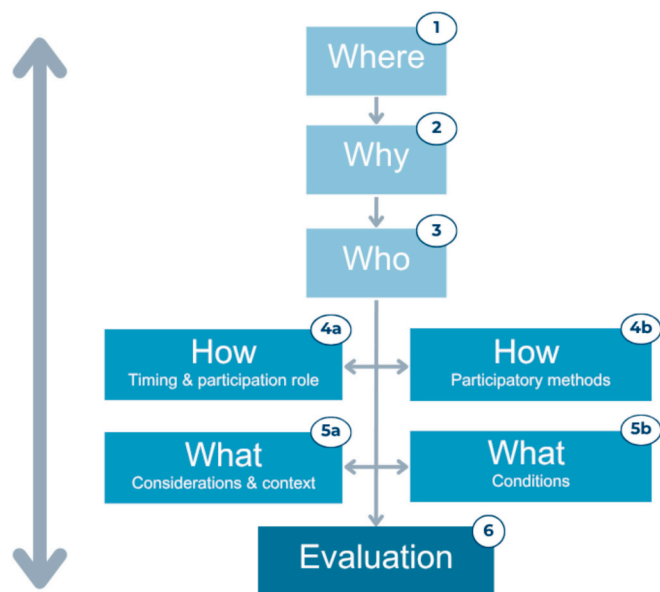 1
Where
2
Why
3
Who
4a
How
Timing & participation role
4b
How
Participatory methods
5a
What
Considerations & context
5b
What
Conditions
6
Evaluation